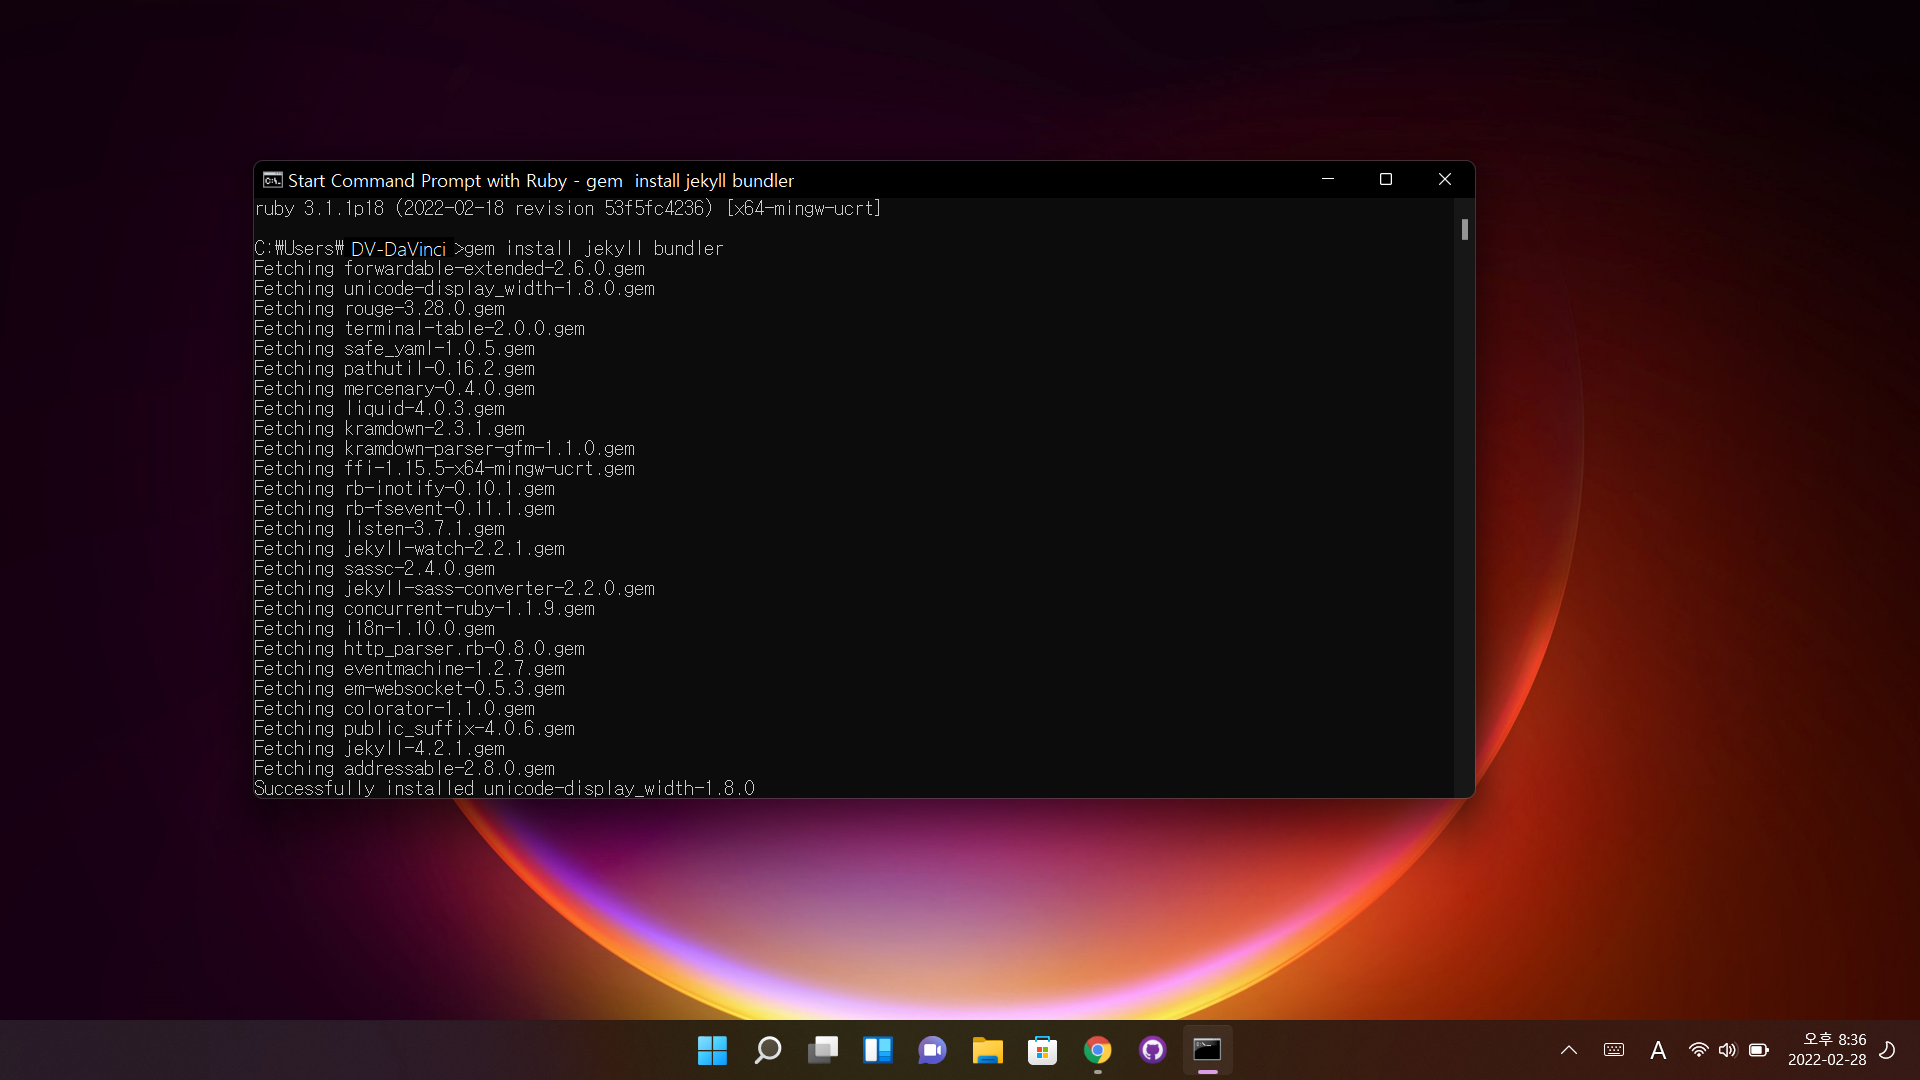 Start Command Prompt with Ruby - gem  install jekyll bundler
ruby 3.1.1p18 (2022-02-18 revision 53f5fc4236) [x64-mingw-ucrt]
C:₩Users₩ DV-DaVinci >gem install jekyll bundler
Fetching forwardable-extended-2.6.0.gem
Fetching unicode-display_width-1.8.0.gem
Fetching rouge-3.28.0.gem
Fetching terminal-table-2.0.0.gem
Fetching safe_yaml-1.0.5.gem
Fetching pathutil-0.16.2.gem
Fetching mercenary-0.4.0.gem
Fetching liquid-4.0.3.gem
Fetching kramdown-2.3.1.gem
Fetching kramdown-parser-gfm-1.1.0.gem
Fetching ffi-1.15.5-x64-mingw-ucrt.gem
Fetching rb-inotify-0.10.1.gem
Fetching rb-fsevent-0.11.1.gem
Fetching listen-3.7.1.gem
Fetching jekyll-watch-2.2.1.gem
Fetching sassc-2.4.0.gem
Fetching jekyll-sass-converter-2.2.0.gem
Fetching concurrent-ruby-1.1.9.gem
Fetching i18n-1.10.0.gem
Fetching http_parser.rb-0.8.0.gem
Fetching eventmachine-1.2.7.gem
Fetching em-websocket-0.5.3.gem
Fetching colorator-1.1.0.gem
Fetching public_suffix-4.0.6.gem
Fetching jekyll-4.2.1.gem
Fetching addressable-2.8.0.gem
Successfully installed unicode-display_width-1.8.0
A
오후 8:36
2022-02-28